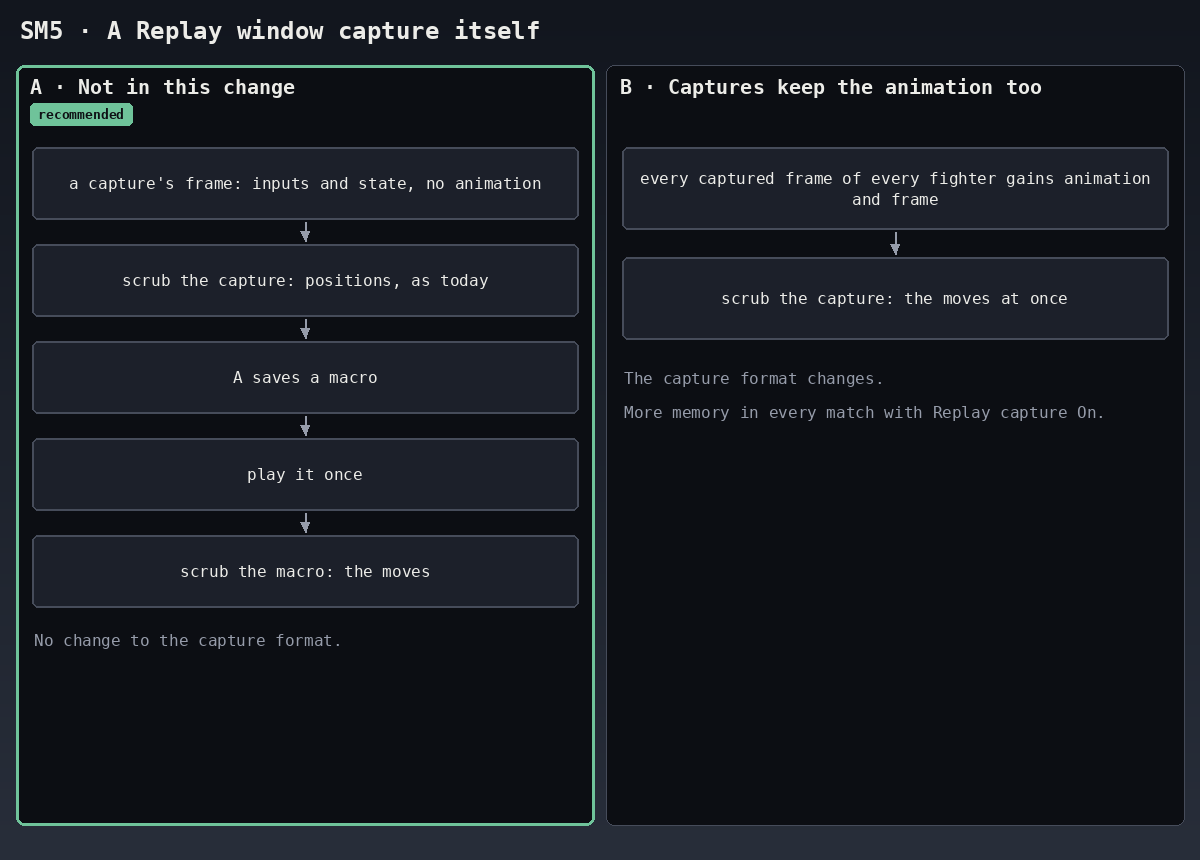 SM5 · A Replay window capture itself
A · Not in this change
recommended
a capture's frame: inputs and state, no animation
scrub the capture: positions, as today
A saves a macro
play it once
scrub the macro: the moves
No change to the capture format.
B · Captures keep the animation too
every captured frame of every fighter gains animation
and frame
scrub the capture: the moves at once
The capture format changes.
More memory in every match with Replay capture On.